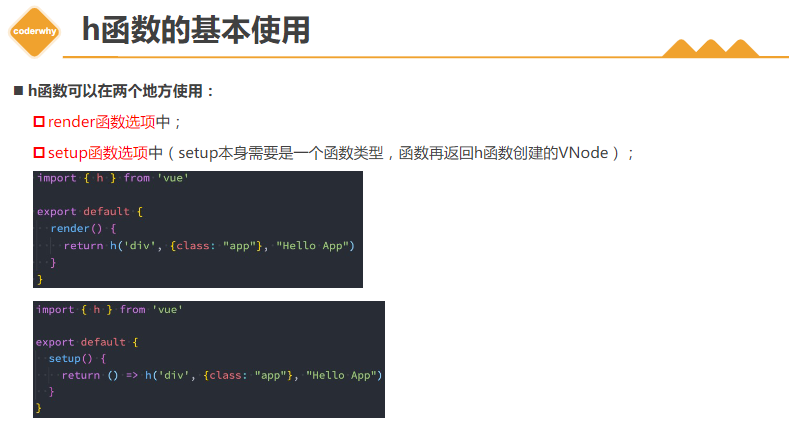 coderwhy
h函数的基本使用
h函数可以在两个地方使用：
render函数选项中；
setup函数选项中（setup本身需要是一个函数类型，函数再返回h函数创建的VNode）；
import { h } from 'vue'
export default {
render() {
return h('div', {class: "app"}, "Hello App")
}
}
import { h } from 'vue'
export default {
setup() {
return () => h('div', {class: "app"}, "Hello App")
}
}